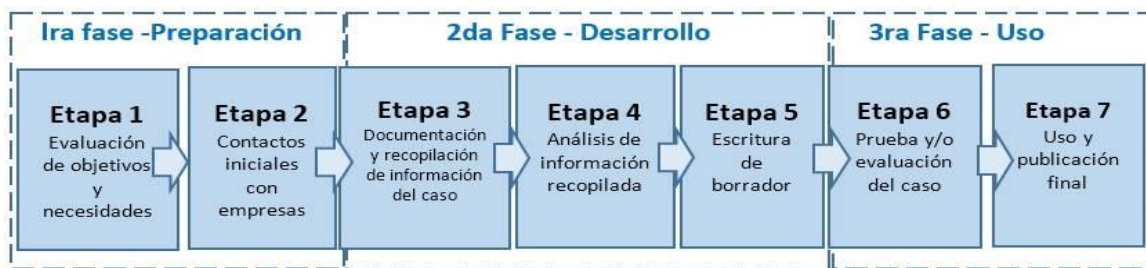 Ira fase -Preparación
2da Fase - Desarrollo
3ra Fase - Uso
Etapa 1
Evaluación
de objetivos
y
necesidades
Etapa 2
Contactos
iniciales
con
empresas
Etapa 3
Documentación
y recopilación
de información
del caso
Etapa 4
Análisis de
información
recopilada
Etapa 5
Escritura
de
borrador
Etapa 6
Prueba y/o
evaluación
del caso
Etapa 7
Uso y
publicación
final